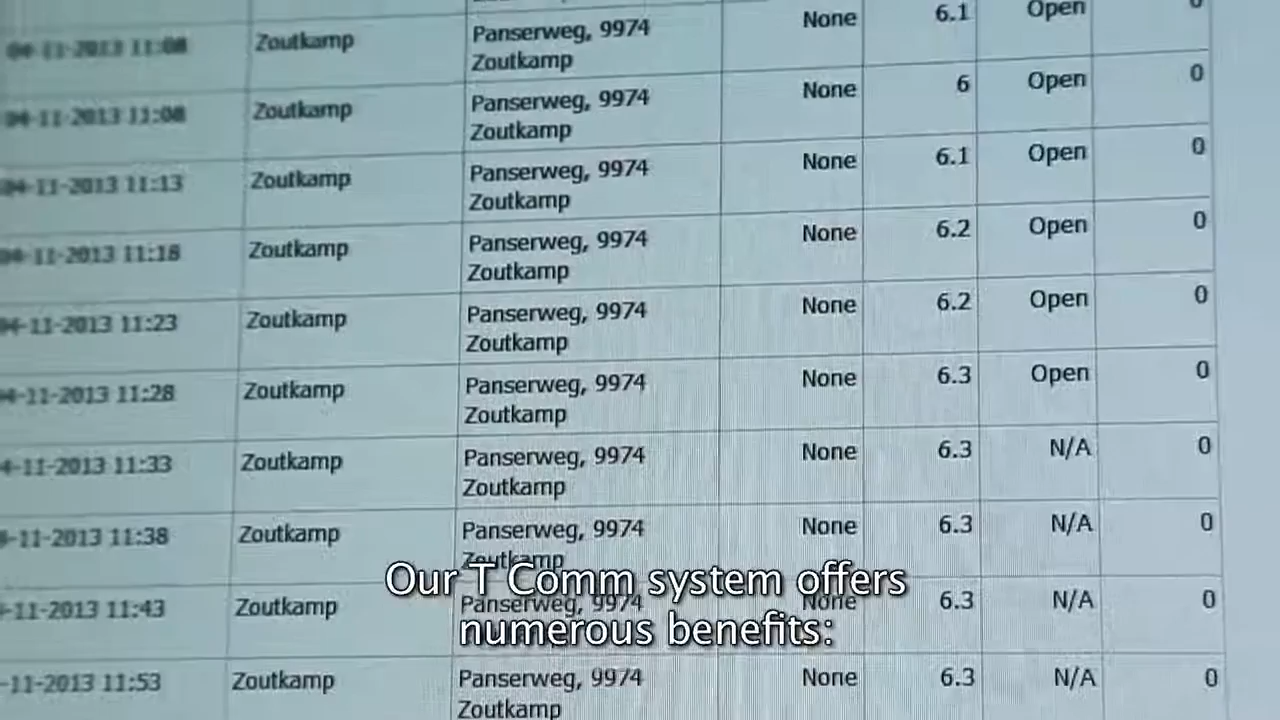 04-11-2013 11:08 Zoutkamp Panserweg, 9974 None 6.1 Open 0
Zoutkamp
04-11-2013 11:08 Zoutkamp Panserweg, 9974 None 6 Open 0
Zoutkamp
04-11-2013 11:13 Zoutkamp Panserweg, 9974 None 6.1 Open 0
Zoutkamp
04-11-2013 11:18 Zoutkamp Panserweg, 9974 None 6.2 Open 0
Zoutkamp
04-11-2013 11:23 Zoutkamp Panserweg, 9974 None 6.2 Open 0
Zoutkamp
04-11-2013 11:28 Zoutkamp Panserweg, 9974 None 6.3 Open 0
Zoutkamp
4-11-2013 11:33 Zoutkamp Panserweg, 9974 None 6.3 N/A 0
Zoutkamp
-11-2013 11:38 Zoutkamp Panserweg, 9974 None 6.3 N/A 0
Zoutkamp
-11-2013 11:43 Zoutkamp Panserweg, 9974 None 6.3 N/A 0
-11-2013 11:53 Zoutkamp Panserweg, 9974 None 6.3 N/A 0
Zoutkamp
Our T Comm system offers
numerous benefits: